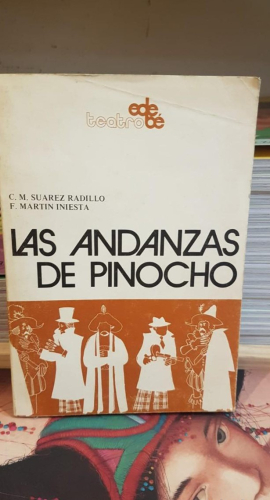 edebé
teatro
C. M. SUAREZ RADILLO
F. MARTIN INIESTA
LAS ANDANZAS
DE PINOCHO